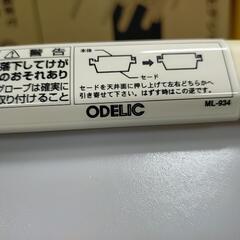 警告
落下してけが
のおそれあり
グローブは確実に
取り付けること
本体
セード
セードを天井面に押し上げて左右どちらかへ
引き寄せて下さい。はずす時はこの逆です。
ODELIC
ML-934